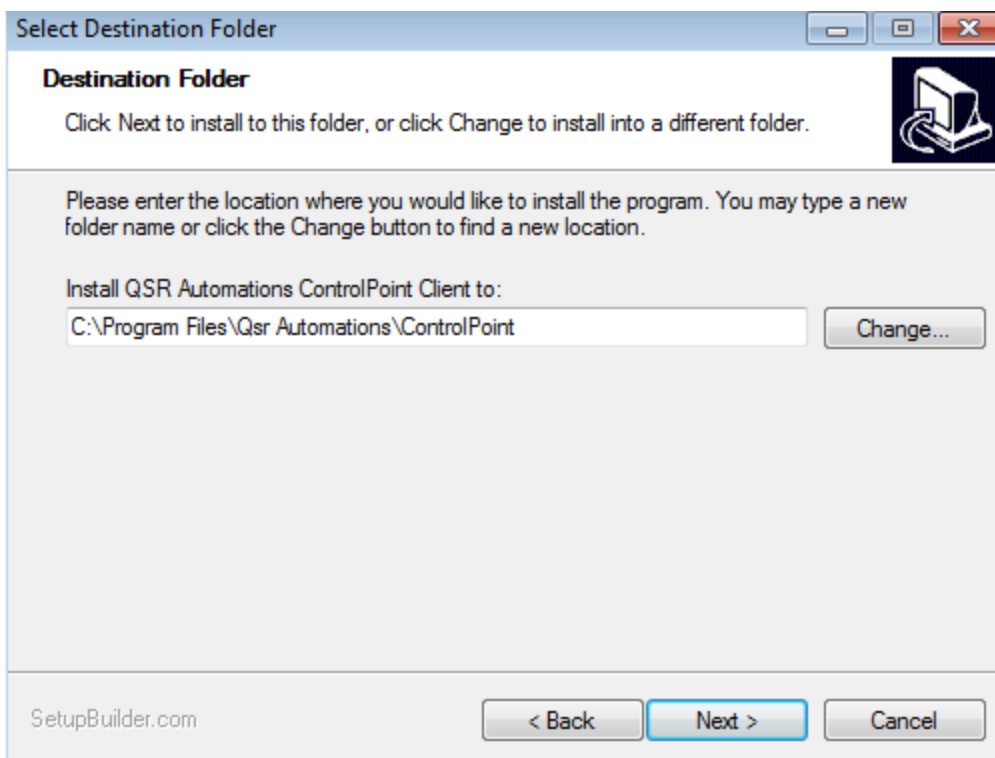 Select Destination Folder
Destination Folder
Click Next to install to this folder, or click Change to install into a different folder.
Please enter the location where you would like to install the program. You may type a new
folder name or click the Change button to find a new location.
Install QSR Automations ControlPoint Client to:
C:\Program Files\Qsr Automations\ControlPoint
Change...
SetupBuilder.com
< Back
Next >
Cancel